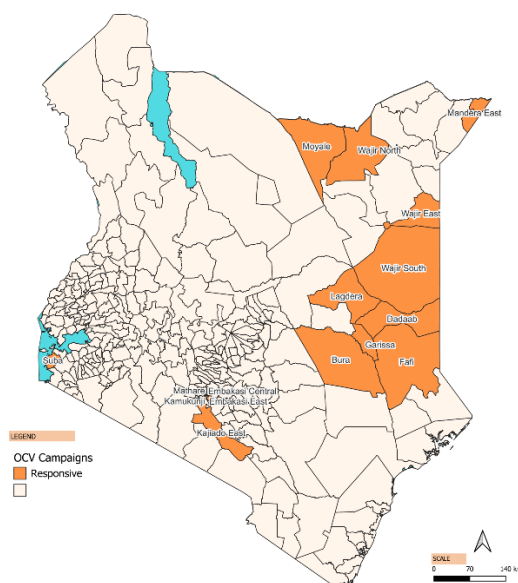 Mandera East
Moyale
Wajir North
Wajir East
Wajir South
Lagdera
Dadaab
Garissa
Bura
Fafi
Suba
Mathare Embakasi Central
Kamukunji Embakasi East
Kajiado East
LEGEND
OCV Campaigns
Responsive
SCALE
0 70 140 k